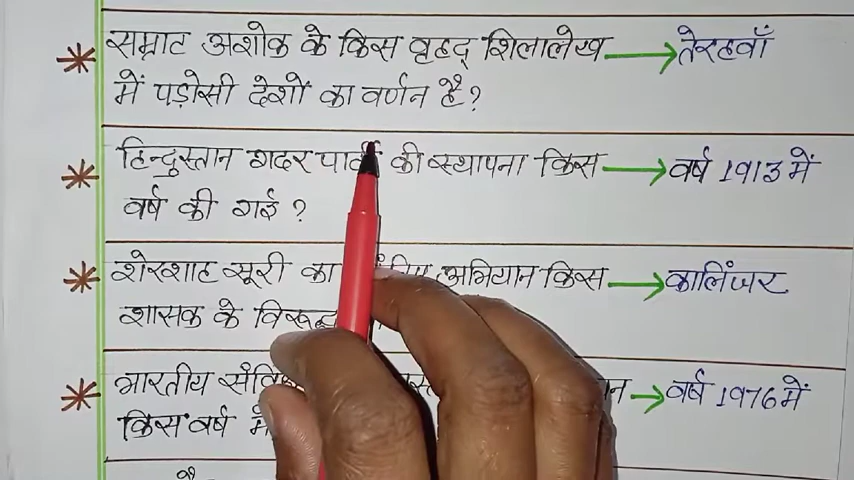 सम्राट अशोक के किस वृहद् शिलालेख → तेरहवाँ
में पड़ोसी देशों का वर्णन है?
हिन्दुस्तान गदर पार्टी की स्थापना किस → वर्ष 1913 में
वर्ष की गई ?
शेरशाह सूरी का अभियान किस → कालिंजर
शासक के विरूद्ध
भारतीय → वर्ष 1976 में
किस वर्ष में